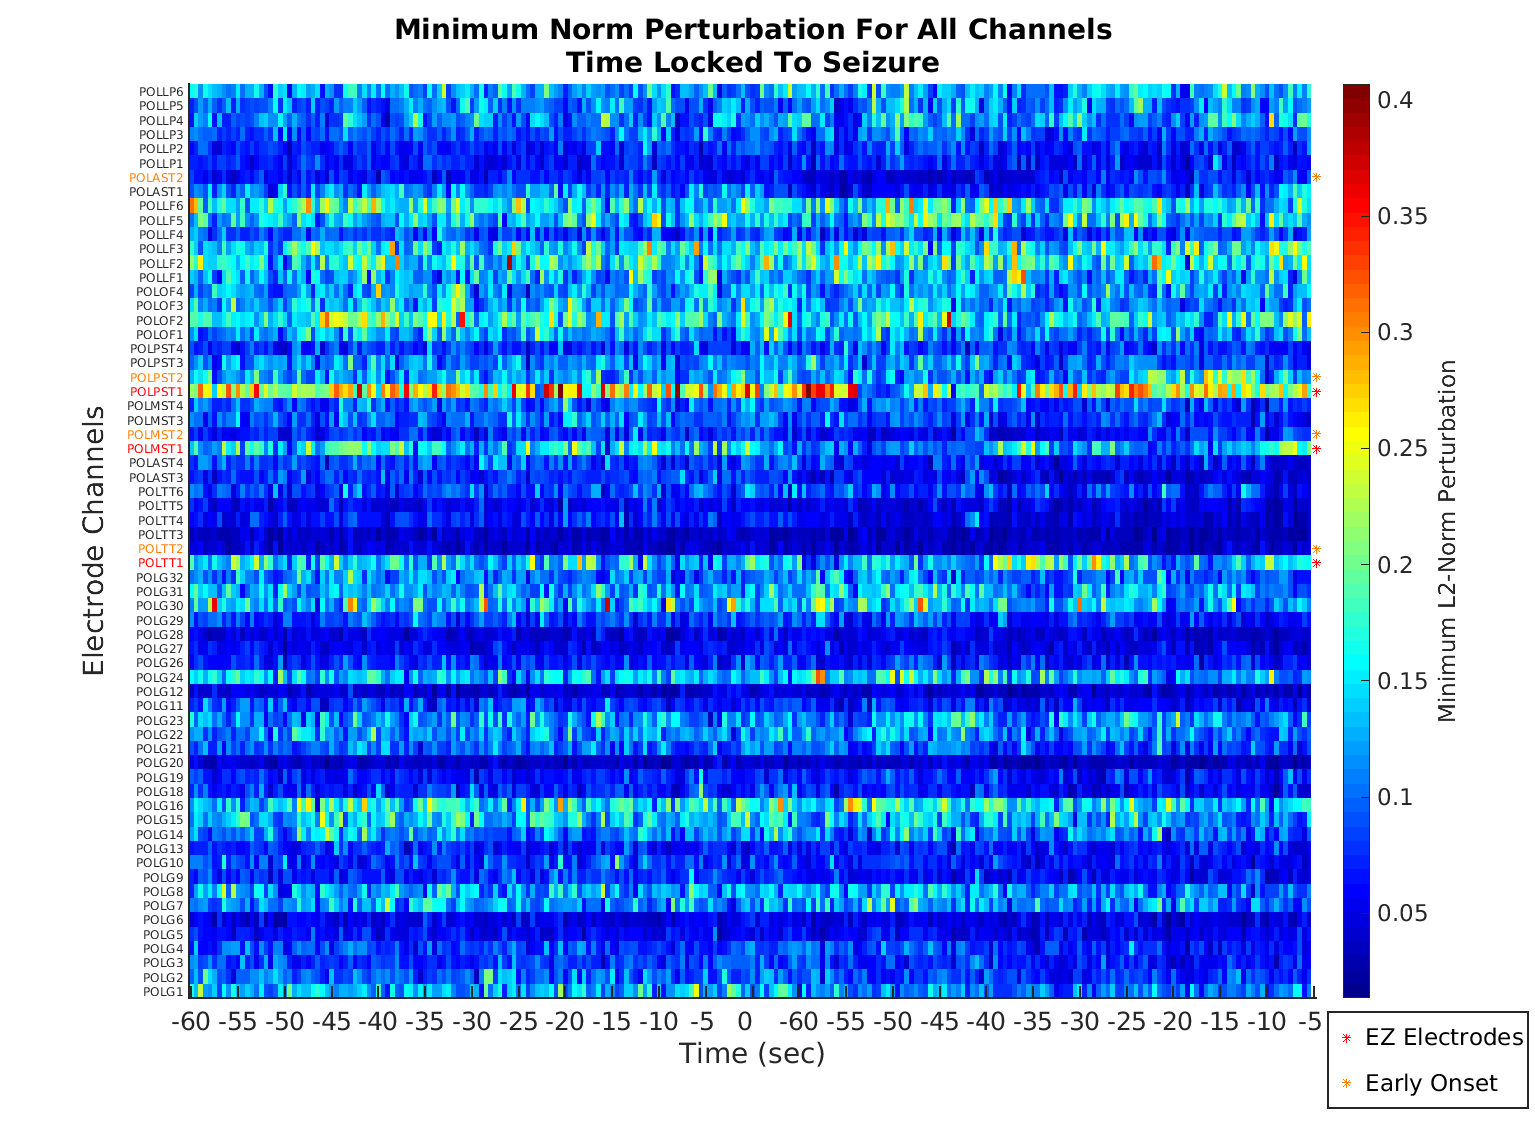 Minimum Norm Perturbation For All Channels
Time Locked To Seizure
Electrode Channels
POLLP6
POLLP5
POLLP4
POLLP3
POLLP2
POLLP1
POLAST2
POLAST1
POLLF6
POLLF5
POLLF4
POLLF3
POLLF2
POLLF1
POLOF4
POLOF3
POLOF2
POLOF1
POLPST4
POLPST3
POLPST2
POLPST1
POLMST4
POLMST3
POLMST2
POLMST1
POLAST4
POLAST3
POLTT6
POLTT5
POLTT4
POLTT3
POLTT2
POLTT1
POLG32
POLG31
POLG30
POLG29
POLG28
POLG27
POLG26
POLG24
POLG12
POLG11
POLG23
POLG22
POLG21
POLG20
POLG19
POLG18
POLG16
POLG15
POLG14
POLG13
POLG10
POLG9
POLG8
POLG7
POLG6
POLG5
POLG4
POLG3
POLG2
POLG1
-60 -55 -50 -45 -40 -35 -30 -25 -20 -15 -10 -5 0 -60 -55 -50 -45 -40 -35 -30 -25 -20 -15 -10 -5
Time (sec)
0.4
0.35
0.3
0.25
0.2
0.15
0.1
0.05
Minimum L2-Norm Perturbation
EZ Electrodes
Early Onset